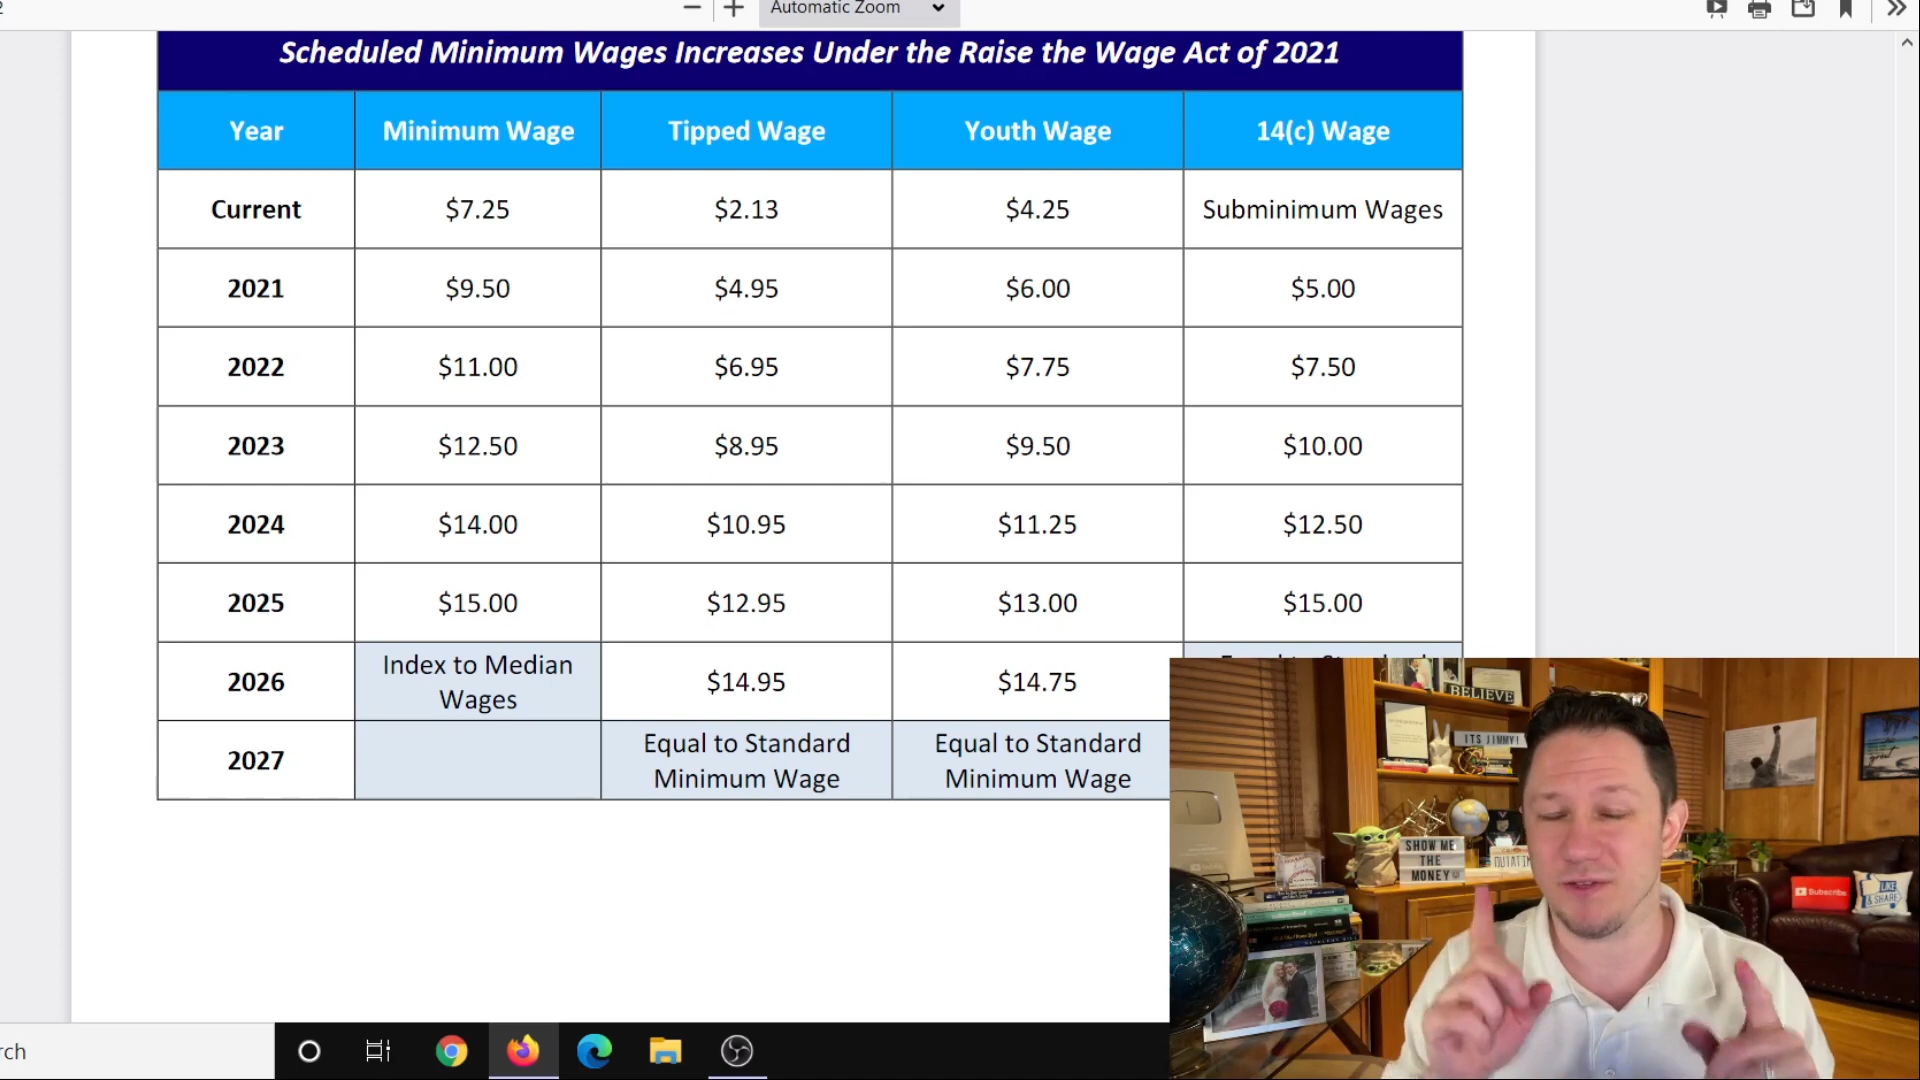 Automatic Zoom
Scheduled Minimum Wages Increases Under the Raise the Wage Act of 2021
Year Minimum Wage Tipped Wage Youth Wage 14(c) Wage
Current $7.25 $2.13 $4.25 Subminimum Wages
2021 $9.50 $4.95 $6.00 $5.00
2022 $11.00 $6.95 $7.75 $7.50
2023 $12.50 $8.95 $9.50 $10.00
2024 $14.00 $10.95 $11.25 $12.50
2025 $15.00 $12.95 $13.00 $15.00
2026 Index to Median Wages $14.95 $14.75
2027 Equal to Standard Minimum Wage Equal to Standard Minimum Wage
BELIEVE
ITS JIMMY!
SHOW ME
THE
MONEY
Subscribe
LIKE
& SHARE
rch